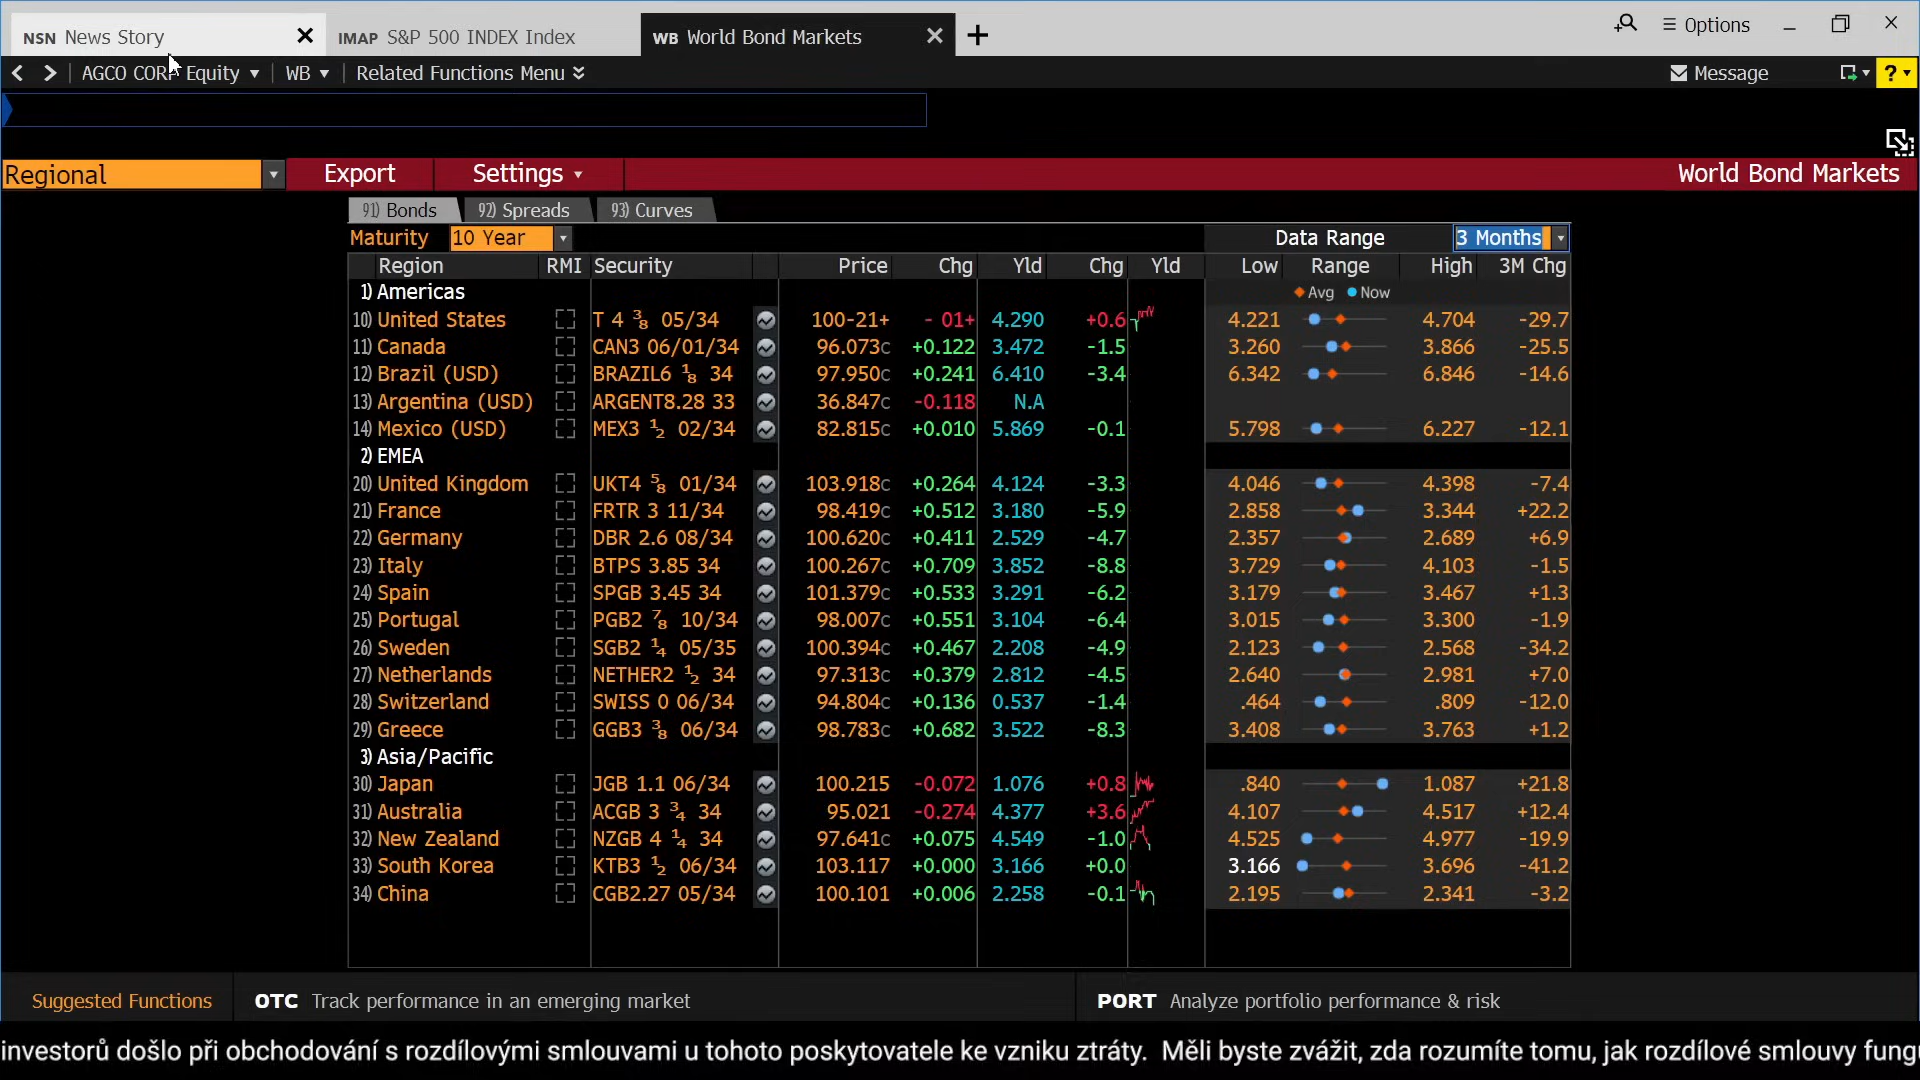 NSN News Story IMAP S&P 500 INDEX Index WB World Bond Markets Options
AGCO CORP Equity WB Related Functions Menu Message ?
Regional Export Settings World Bond Markets
91) Bonds 92) Spreads 93) Curves
Maturity 10 Year Data Range 3 Months
Region RMI Security Price Chg Yld Chg Yld Low Range High 3M Chg
1) Americas Avg Now
10) United States T 4 ³₈ 05/34 100-21+ - 01+ 4.290 +0.6 4.221 4.704 -29.7
11) Canada CAN3 06/01/34 96.073c +0.122 3.472 -1.5 3.260 3.866 -25.5
12) Brazil (USD) BRAZIL6 ¹₈ 34 97.950c +0.241 6.410 -3.4 6.342 6.846 -14.6
13) Argentina (USD) ARGENT8.28 33 36.847c -0.118 N.A
14) Mexico (USD) MEX3 ¹₂ 02/34 82.815c +0.010 5.869 -0.1 5.798 6.227 -12.1
2) EMEA
20) United Kingdom UKT4 ⁵₈ 01/34 103.918c +0.264 4.124 -3.3 4.046 4.398 -7.4
21) France FRTR 3 11/34 98.419c +0.512 3.180 -5.9 2.858 3.344 +22.2
22) Germany DBR 2.6 08/34 100.620c +0.411 2.529 -4.7 2.357 2.689 +6.9
23) Italy BTPS 3.85 34 100.267c +0.709 3.852 -8.8 3.729 4.103 -1.5
24) Spain SPGB 3.45 34 101.379c +0.533 3.291 -6.2 3.179 3.467 +1.3
25) Portugal PGB2 ⁷₈ 10/34 98.007c +0.551 3.104 -6.4 3.015 3.300 -1.9
26) Sweden SGB2 ¹₄ 05/35 100.394c +0.467 2.208 -4.9 2.123 2.568 -34.2
27) Netherlands NETHER2 ¹₂ 34 97.313c +0.379 2.812 -4.5 2.640 2.981 +7.0
28) Switzerland SWISS 0 06/34 94.804c +0.136 0.537 -1.4 .464 .809 -12.0
29) Greece GGB3 ³₈ 06/34 98.783c +0.682 3.522 -8.3 3.408 3.763 +1.2
3) Asia/Pacific
30) Japan JGB 1.1 06/34 100.215 -0.072 1.076 +0.8 .840 1.087 +21.8
31) Australia ACGB 3 ³₄ 34 95.021 -0.274 4.377 +3.6 4.107 4.517 +12.4
32) New Zealand NZGB 4 ¹₄ 34 97.641c +0.075 4.549 -1.0 4.525 4.977 -19.9
33) South Korea KTB3 ¹₂ 06/34 103.117 +0.000 3.166 +0.0 3.166 3.696 -41.2
34) China CGB2.27 05/34 100.101 +0.006 2.258 -0.1 2.195 2.341 -3.2
Suggested Functions OTC Track performance in an emerging market PORT Analyze portfolio performance & risk
investorů došlo při obchodování s rozdílovými smlouvami u tohoto poskytovatele ke vzniku ztráty. Měli byste zvážit, zda rozumíte tomu, jak rozdílové smlouvy fung